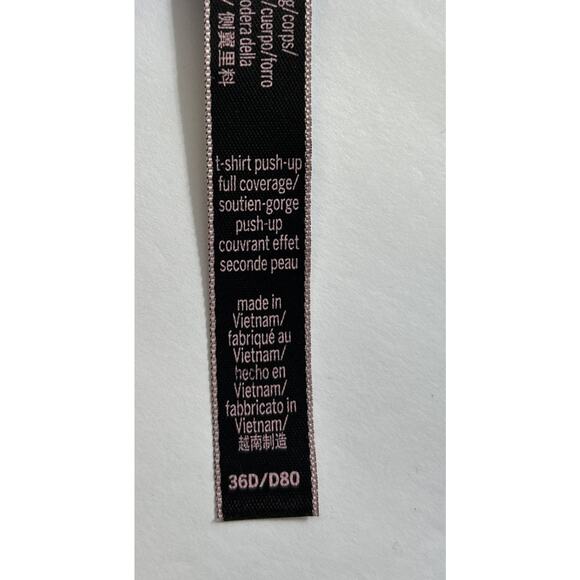 g/corps/
/cuerpo/forro
odera della
/ 侧翼里料
t-shirt push-up
full coverage/
soutien-gorge
push-up
couvrant effet
seconde peau
made in
Vietnam/
fabriqué au
Vietnam/
hecho en
Vietnam/
fabbricato in
Vietnam/
越南制造
36D/D80